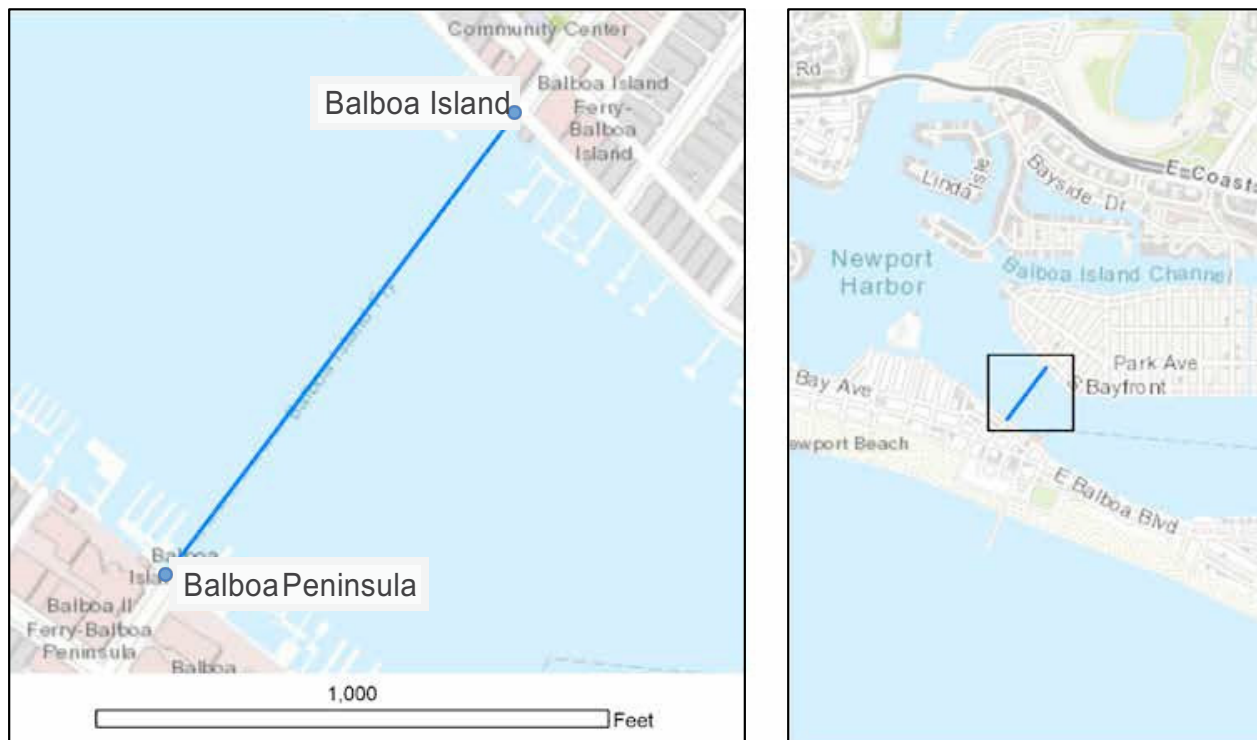 Community Center
Balboa Island
Balboa Island
Ferry-
Balboa
Island
Balboa Peninsula
Balboa II
Ferry-Balboa
Peninsula
Balboa
1,000
Feet
Rd
Linda Isle
Bayside Dr
E Coast
Newport
Harbor
Balboa Island Channel
Park Ave
S Bayfront
Bay Ave
ewport Beach
E Balboa Blvd